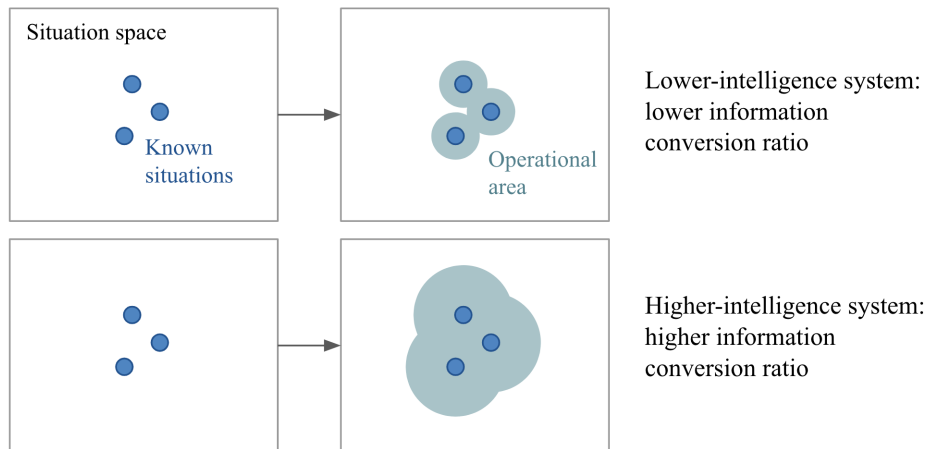 Situation space
Known
situations
Operational
area
Lower-intelligence system:
lower information
conversion ratio
Higher-intelligence system:
higher information
conversion ratio